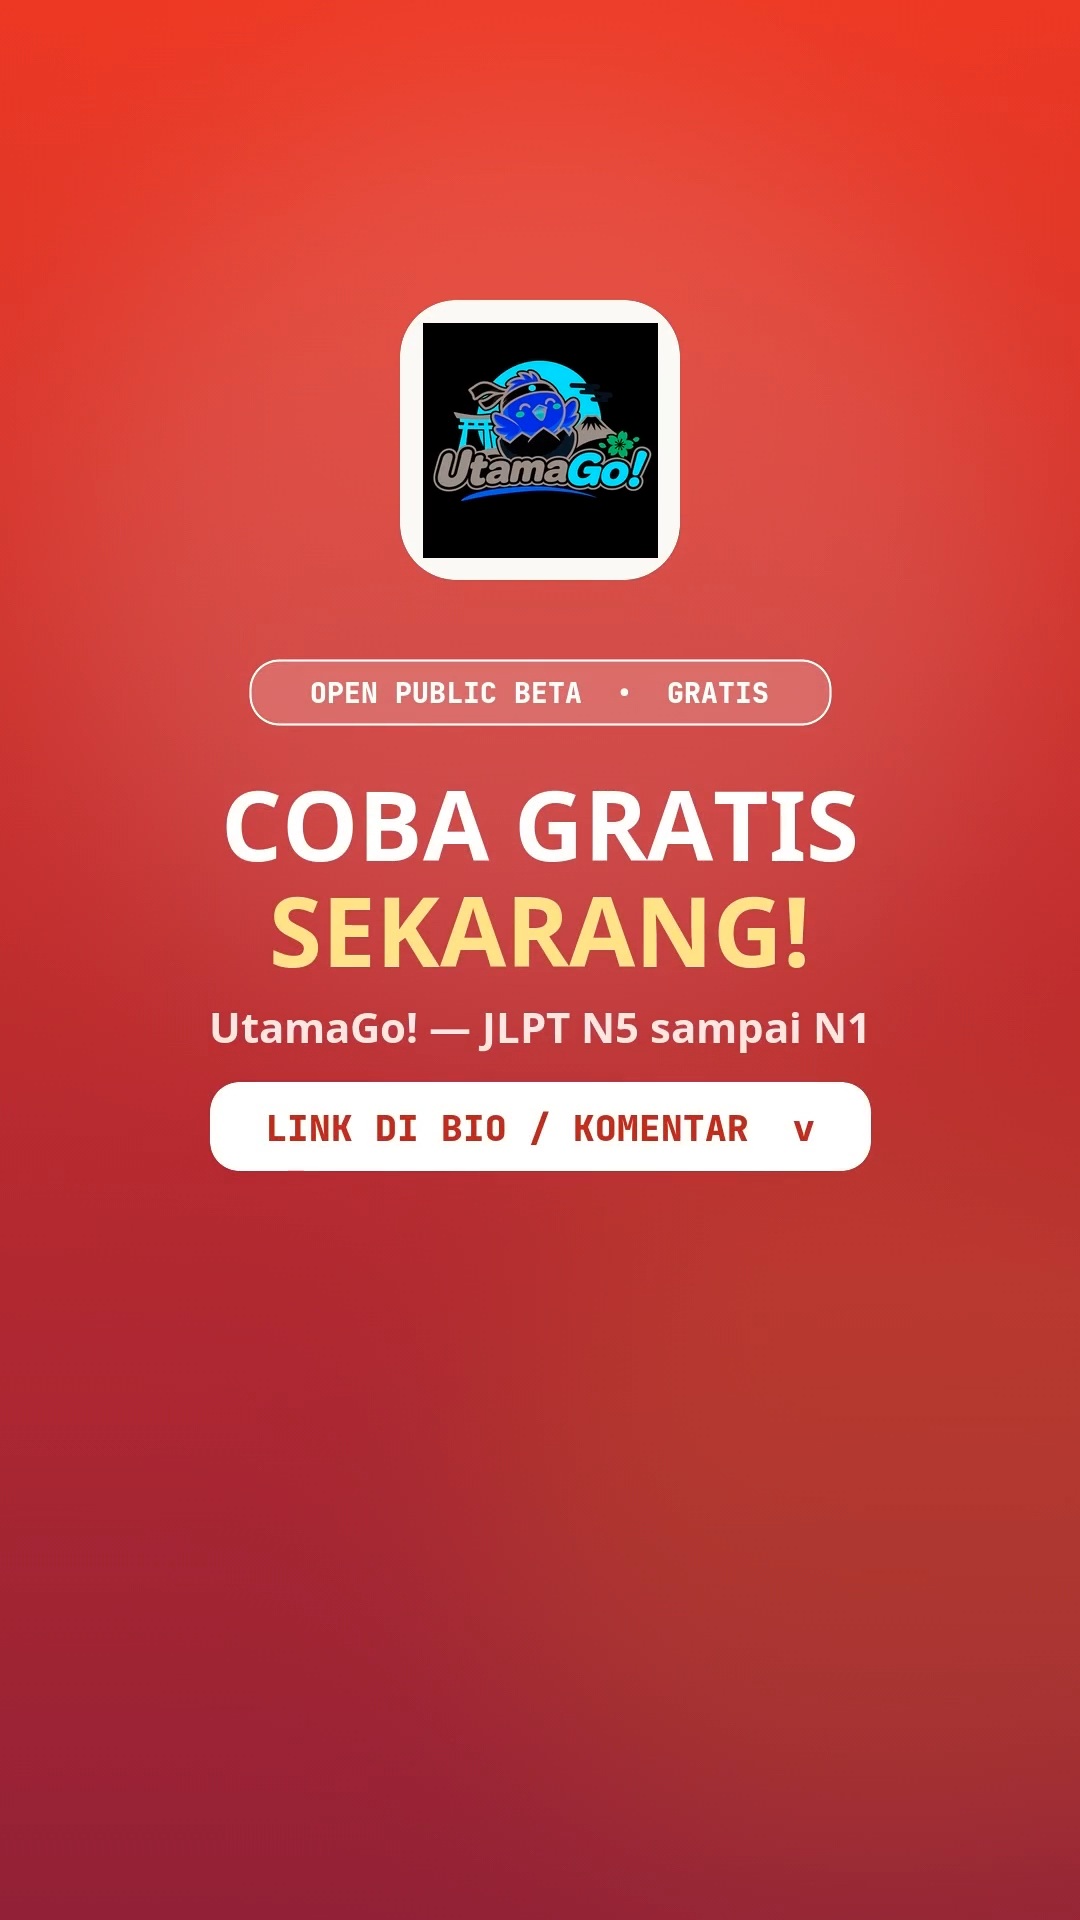 UtamaGo!
OPEN PUBLIC BETA • GRATIS
COBA GRATIS
SEKARANG!
UtamaGo! — JLPT N5 sampai N1
LINK DI BIO / KOMENTAR v